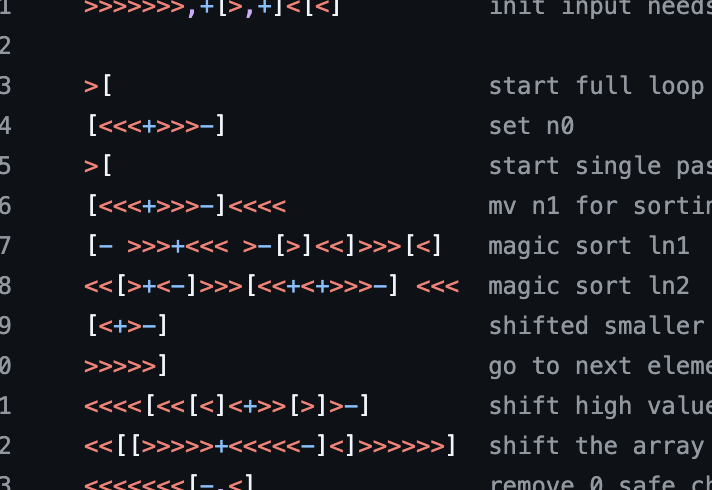 1 >>>>>>>,+[>,+]<[<] init input needs
2
3 >[ start full loop
4 [<<<+>>>-] set n0
5 >[ start single pas
6 [<<<+>>>-]<<<< mv n1 for sortin
7 [- >>>+<<< >-[>]<<]>>>[<] magic sort ln1
8 <<[>+<-]>>>[<<+<+>>>-] <<< magic sort ln2
9 [<+>-] shifted smaller
0 >>>>>] go to next eleme
1 <<<<[<<[<]<+>>[>]>-] shift high value
2 <<[[>>>>>+<<<<<-]<]>>>>>>] shift the array
3 <<<<<<<[-.<] remove 0 safe ch